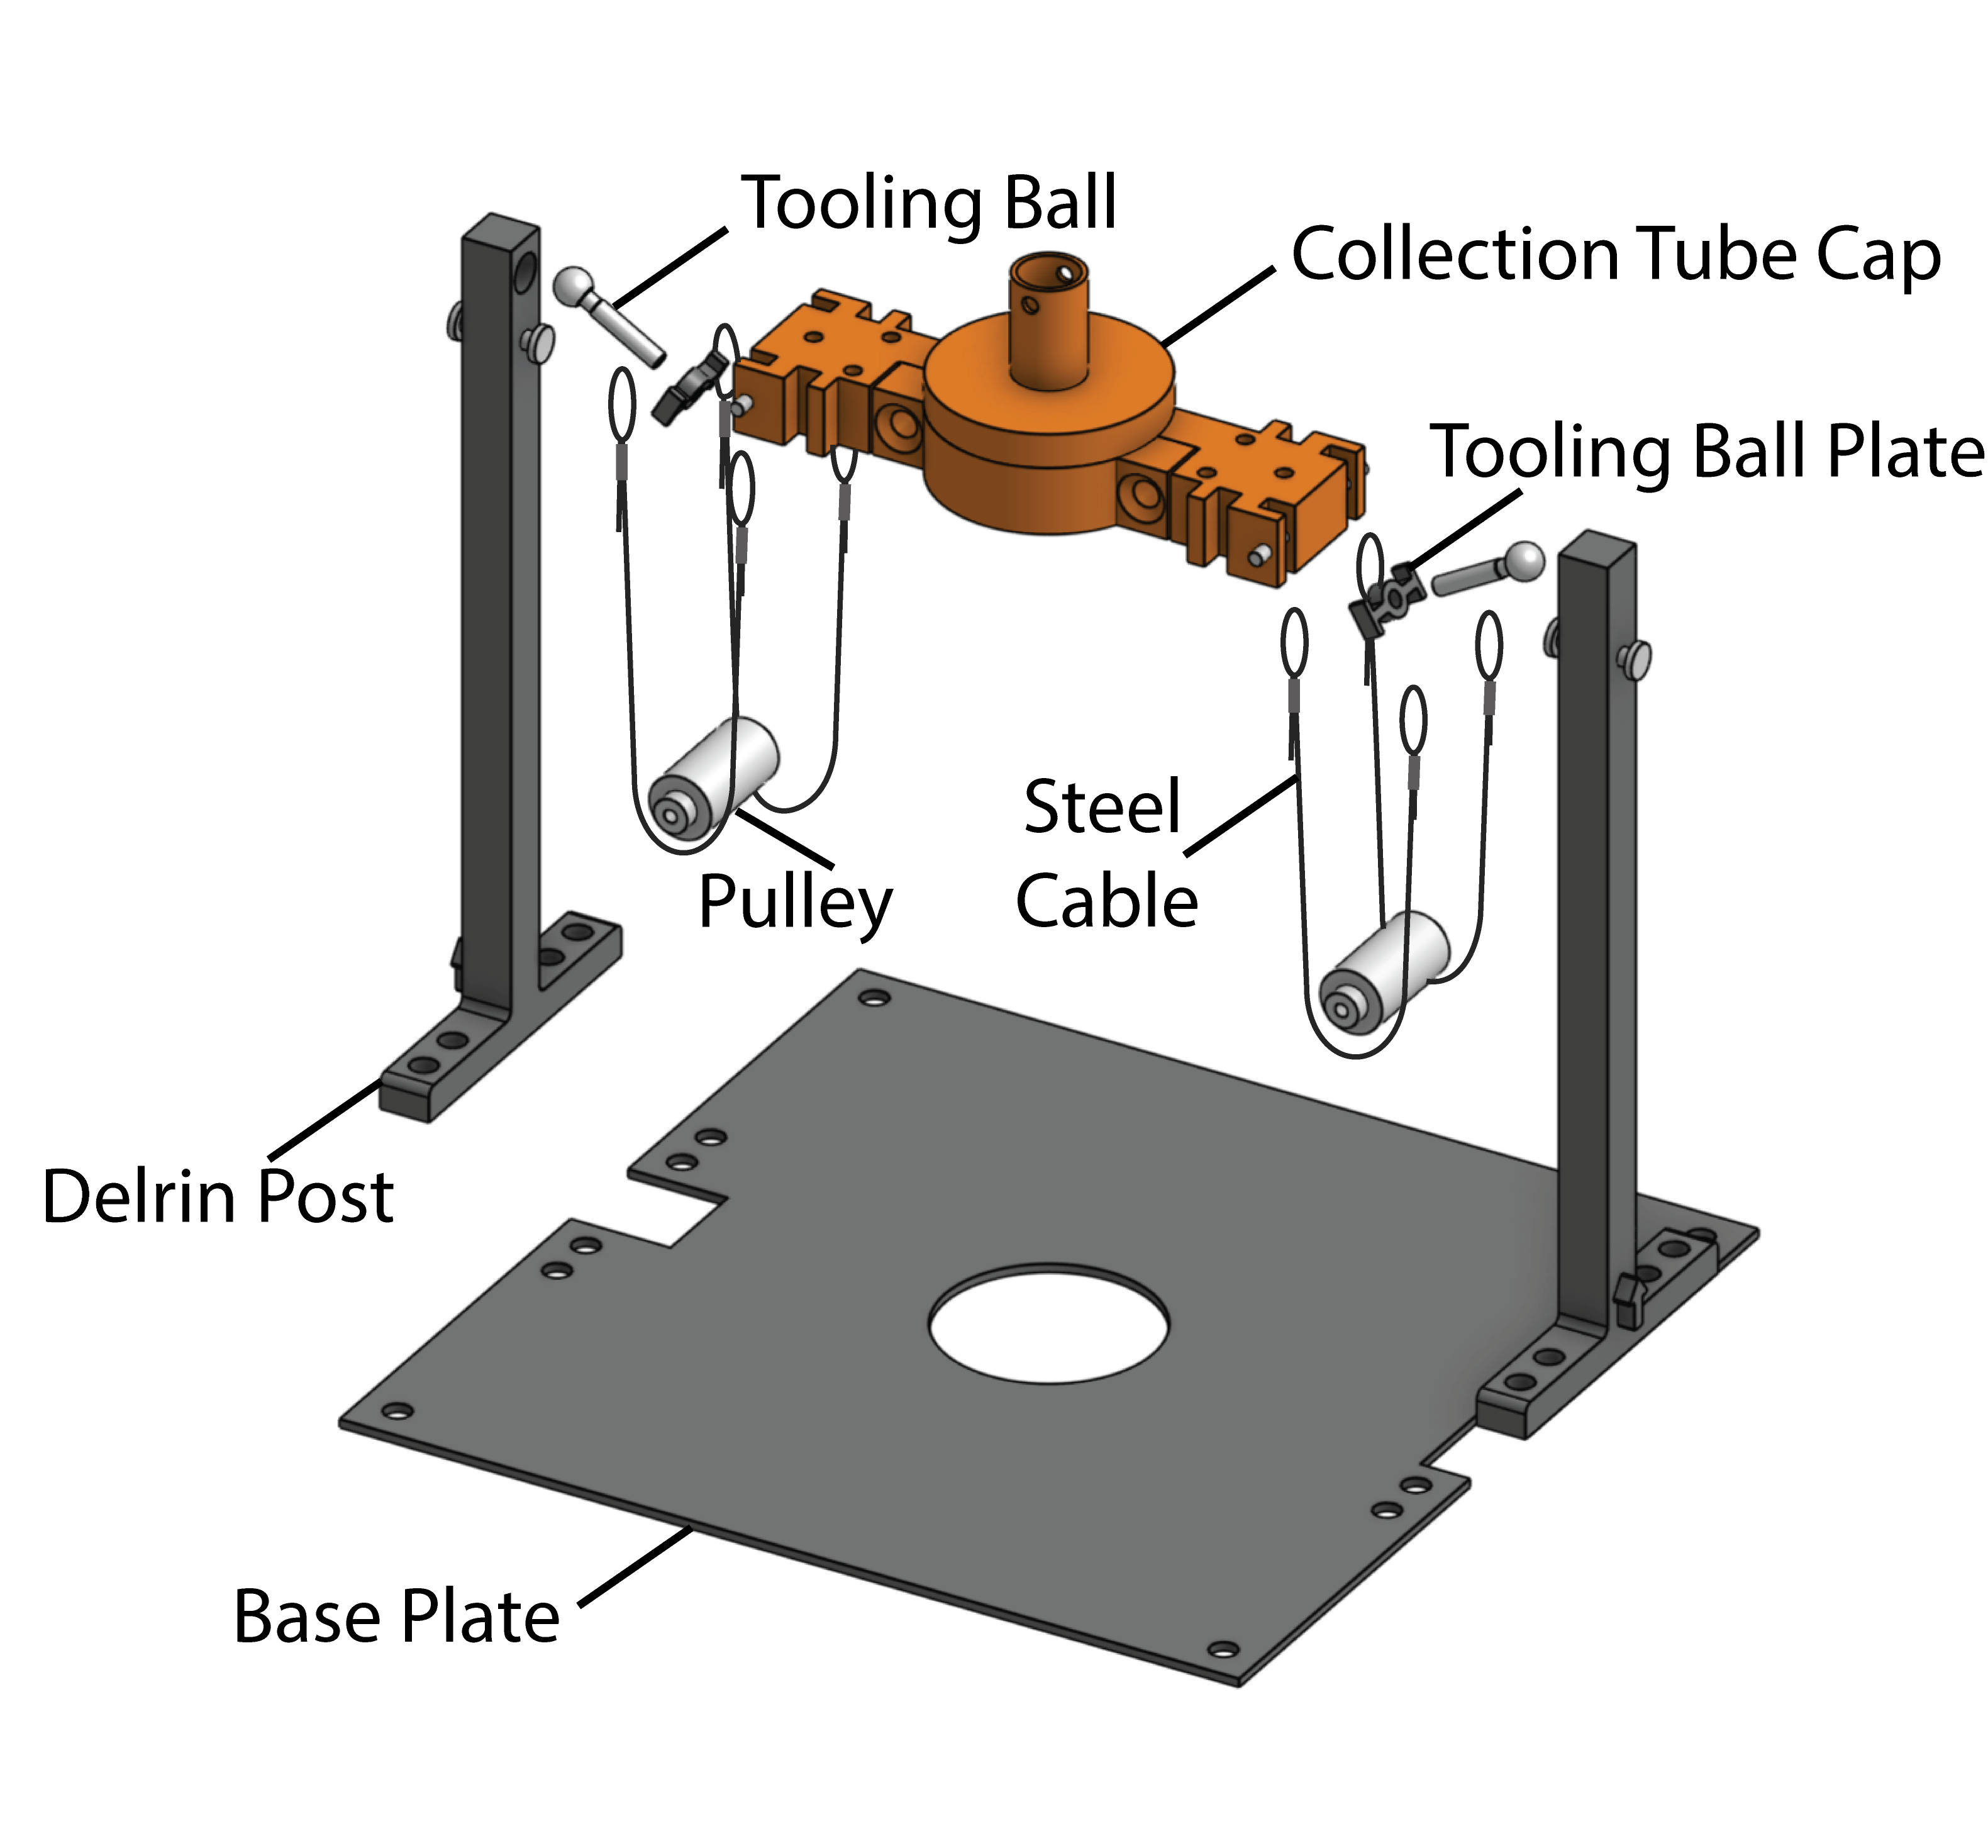 Tooling Ball
Collection Tube Cap
Tooling Ball Plate
Steel
Cable
Pulley
Delrin Post
Base Plate